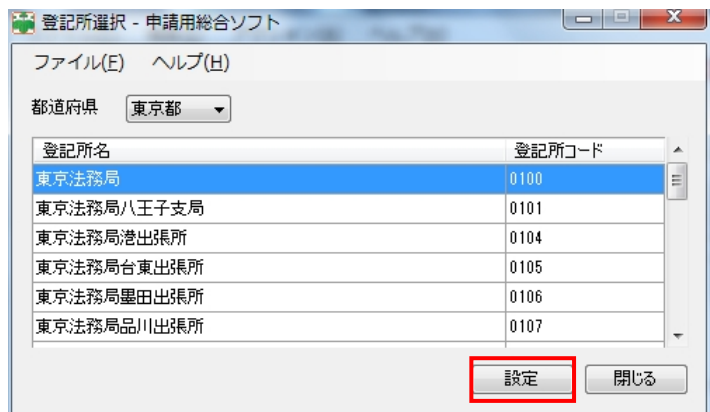 登記所選択 - 申請用総合ソフト
ファイル(F) ヘルプ(H)
都道府県 東京都
登記所名 登記所コード
東京法務局 0100
東京法務局八王子支局 0101
東京法務局港出張所 0104
東京法務局台東出張所 0105
東京法務局墨田出張所 0106
東京法務局品川出張所 0107
設定 閉じる